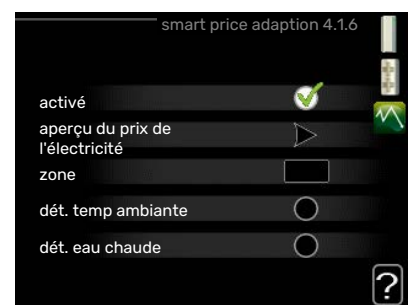 smart price adaption 4.1.6
activé
aperçu du prix de
l'électricité
zone
dét. temp ambiante
dét. eau chaude
?